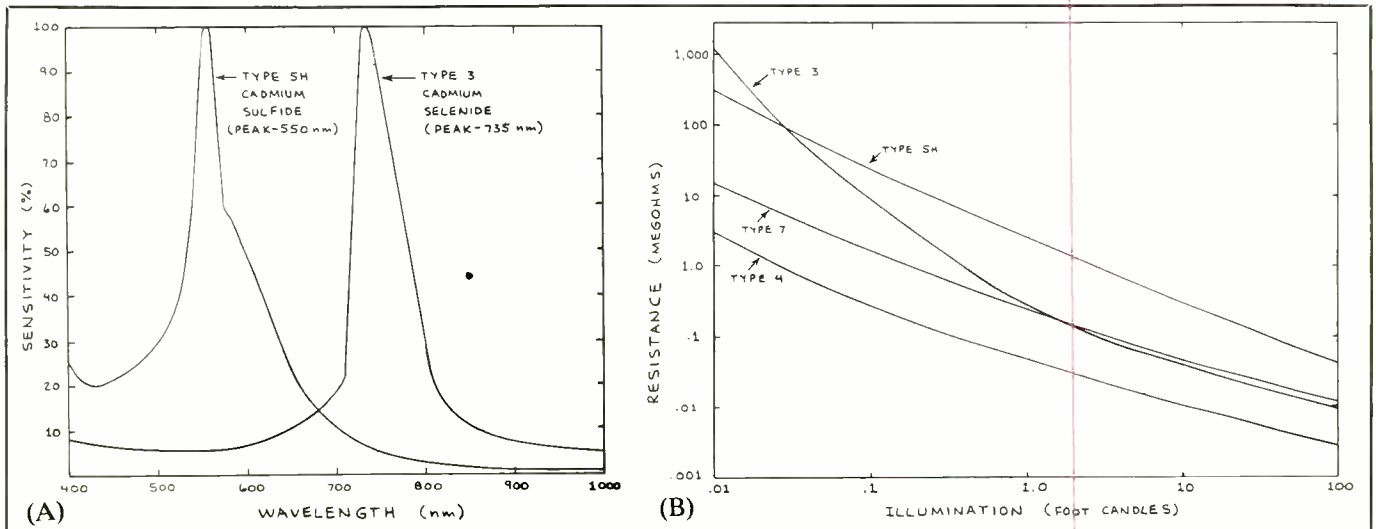 100
90
80
70
60
50
40
30
20
10
SENSITIVITY (%)
TYPE 5H
CADMIUM
SULFIDE
(PEAK-550 nm)
TYPE 3
CADMIUM
SELENIDE
(PEAK-735 nm)
400 500 600 700 800 900 1000
WAVELENGTH (nm)
(A)
1,000
100
10
1.0
.1
.01
.001
RESISTANCE (MEGOHMS)
TYPE 3
TYPE 5H
TYPE 7
TYPE 4
.01 .1 1.0 10 100
ILLUMINATION (FOOT CANDLES)
(B)